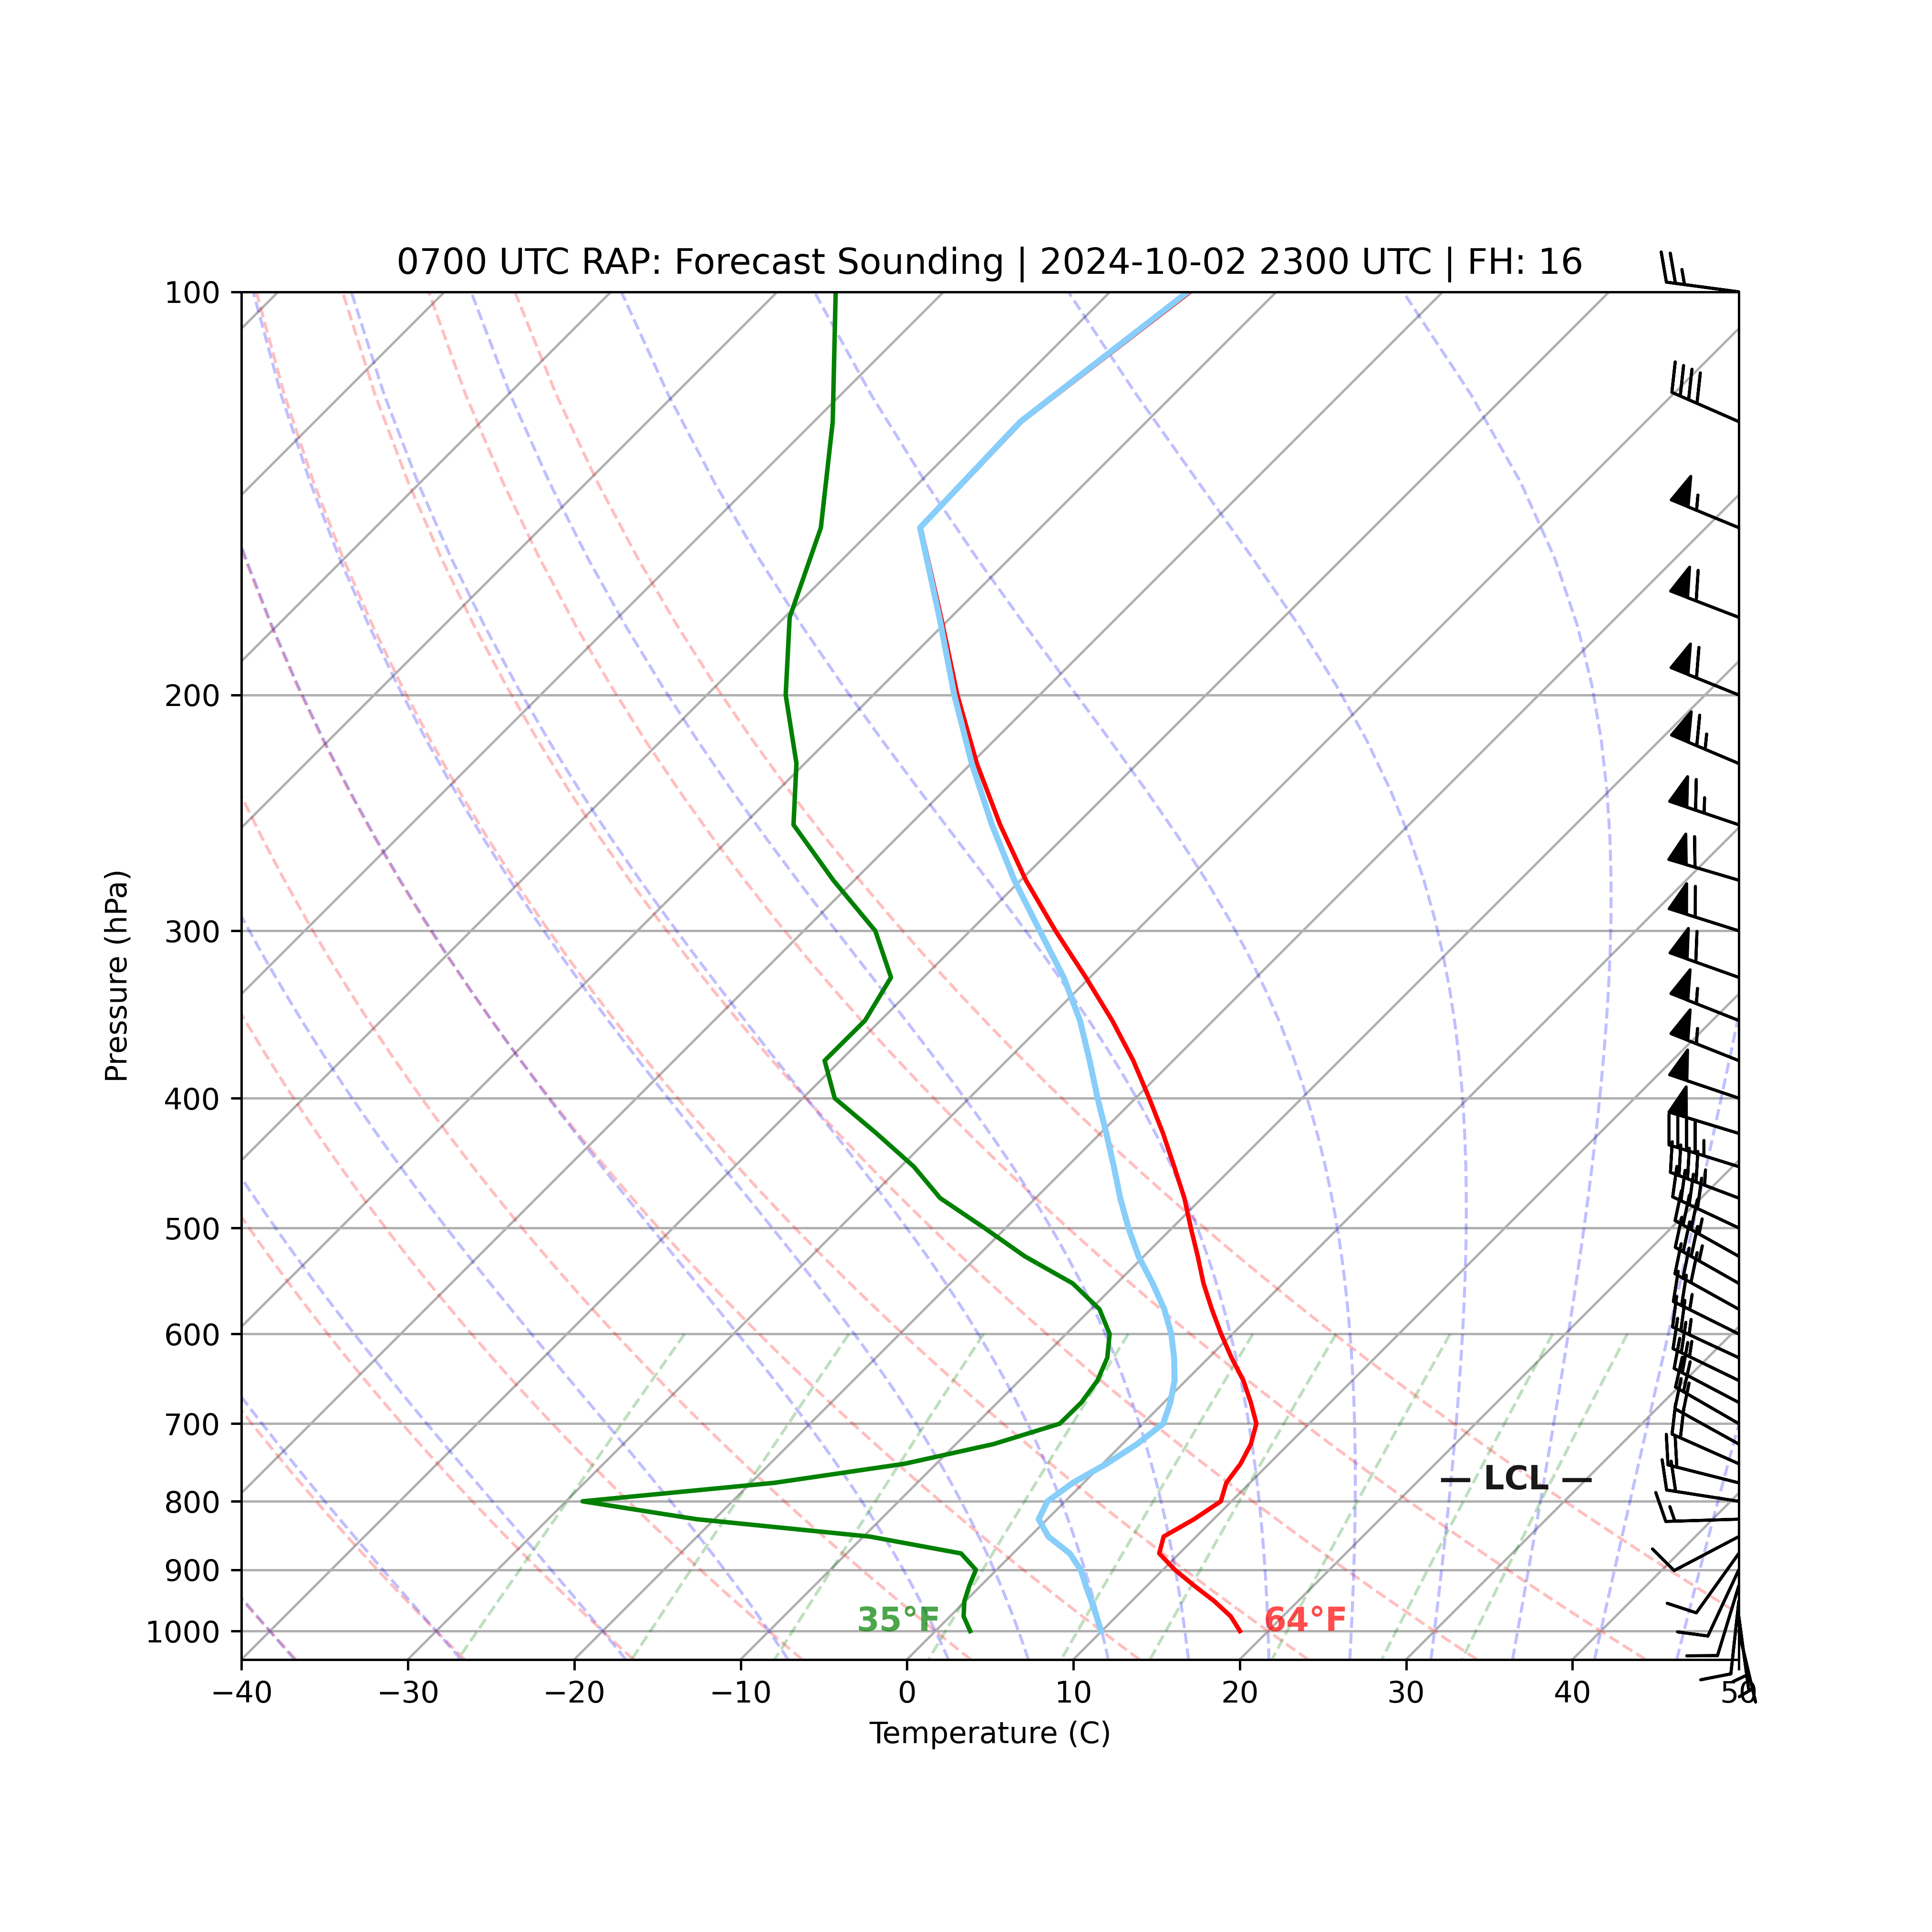 0700 UTC RAP: Forecast Sounding | 2024-10-02 2300 UTC | FH: 16
100
200
300
400
500
600
700
800
900
1000
Pressure (hPa)
— LCL —
35°F
64°F
−40 −30 −20 −10 0 10 20 30 40 50
Temperature (C)